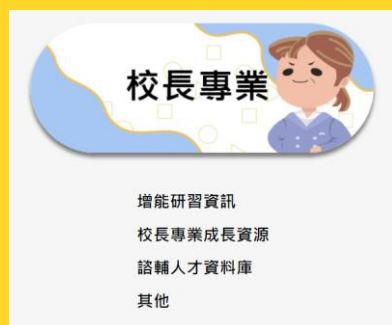 校長專業
增能研習資訊
校長專業成長資源
諮輔人才資料庫
其他